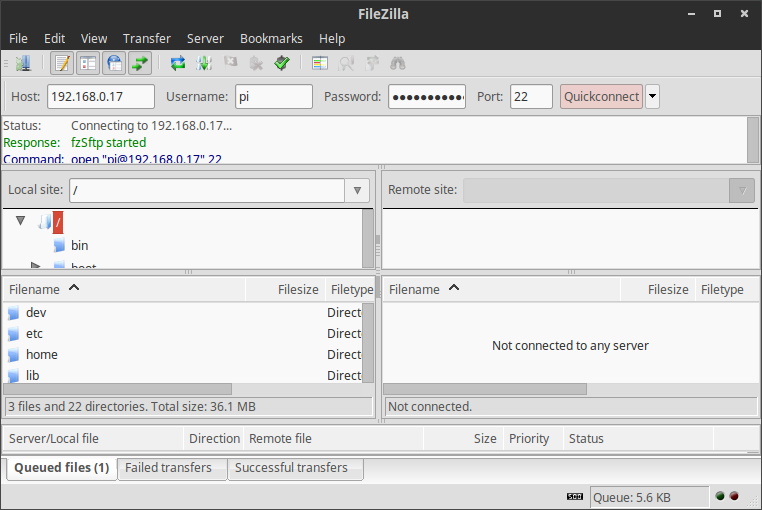 FileZilla
File Edit View Transfer Server Bookmarks Help
Host: 192.168.0.17 Username: pi Password: ●●●●●●●●●● Port: 22 Quickconnect
Status: Connecting to 192.168.0.17...
Response: fzSftp started
Command: open "pi@192.168.0.17" 22
Local site: / Remote site:
/
bin
boot
Filename Filesize Filetype Filename Filesize Filetype
dev Direct
etc Direct
home Direct
lib Direct
Not connected to any server
3 files and 22 directories. Total size: 36.1 MB Not connected.
Server/Local file Direction Remote file Size Priority Status
Queued files (1) Failed transfers Successful transfers
Queue: 5.6 KB